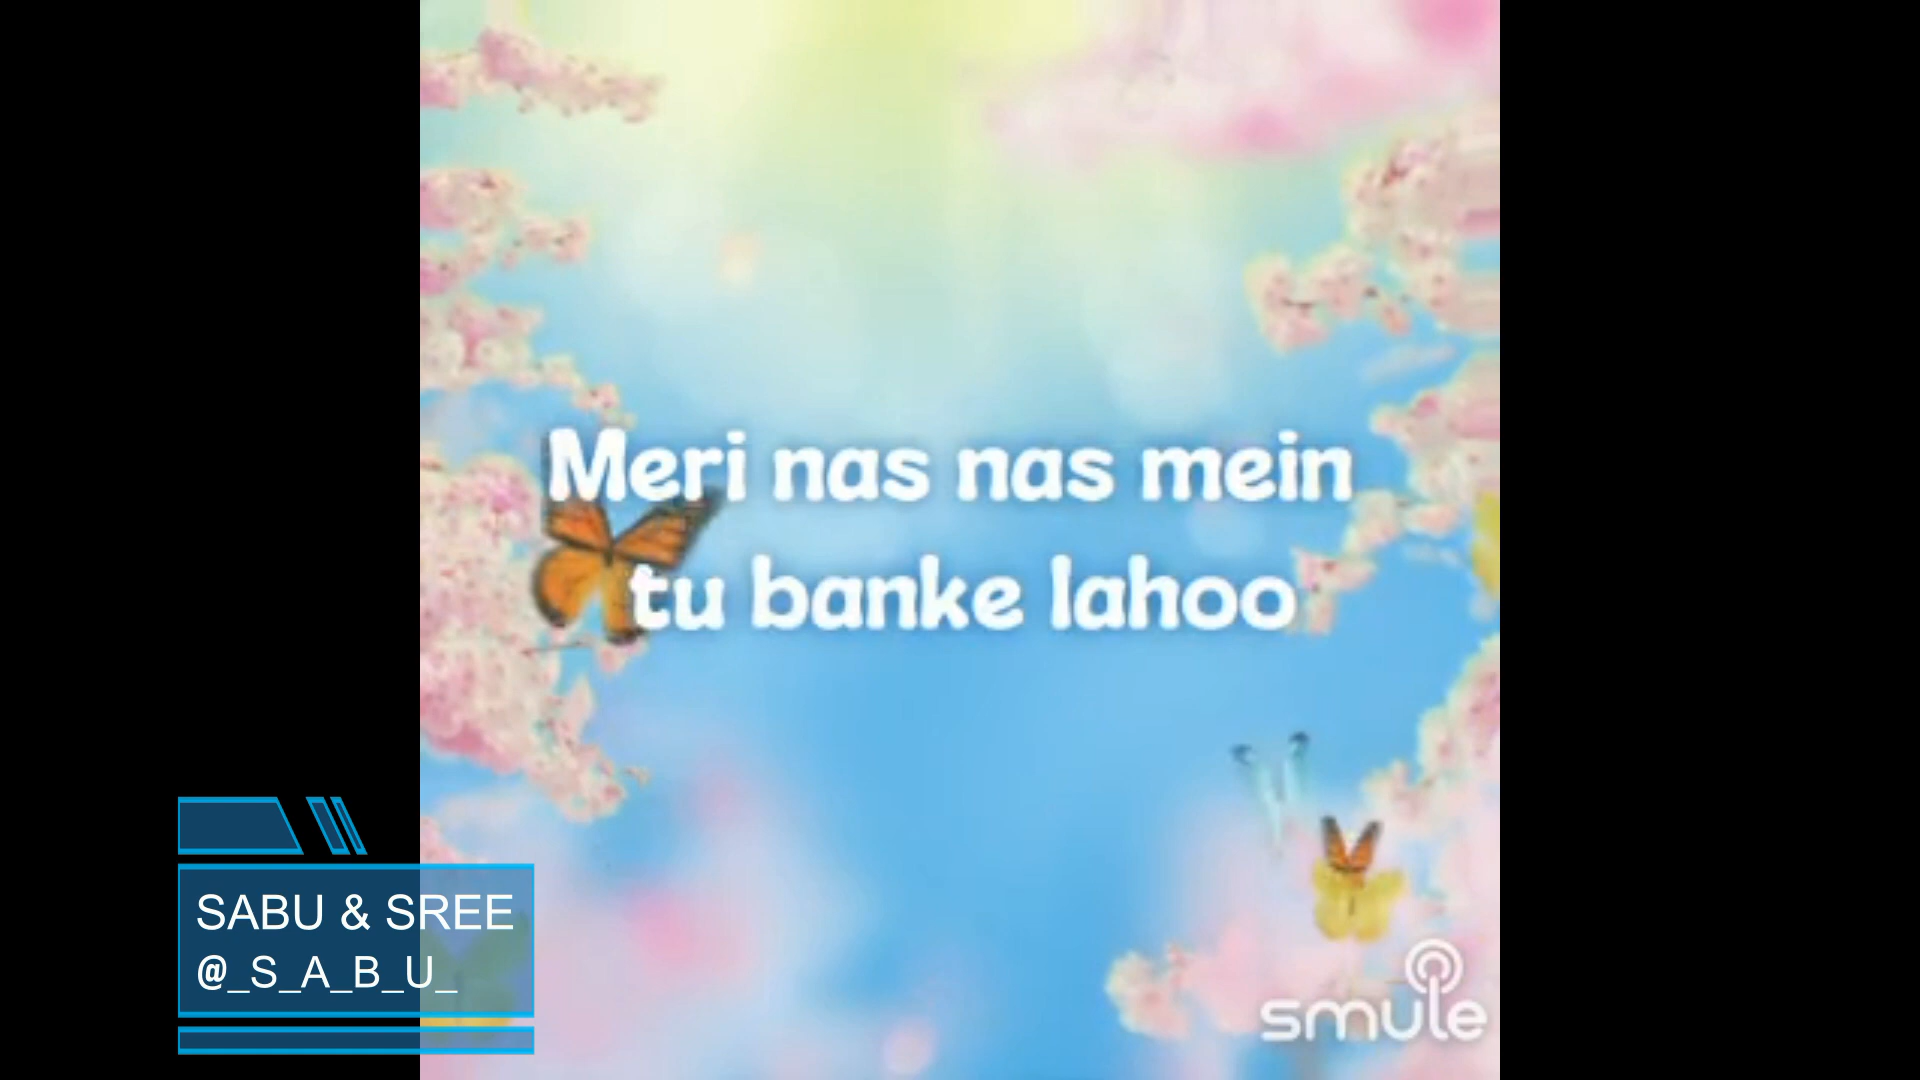 Meri nas nas mein
tu banke lahoo
SABU & SREE
@_S_A_B_U_
smule